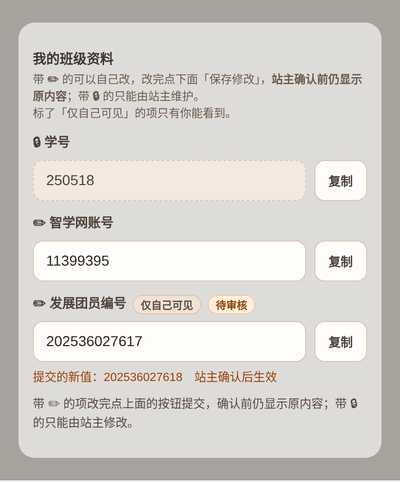 我的班级资料
带 ✏ 的可以自己改，改完点下面「保存修改」，站主确认前仍显示
原内容；带 🔒 的只能由站主维护。
标了「仅自己可见」的项只有你能看到。
🔒 学号
250518 复制
✏ 智学网账号
11399395 复制
✏ 发展团员编号 仅自己可见 待审核
202536027617 复制
提交的新值：202536027618 站主确认后生效
带 ✏ 的项改完点上面的按钮提交，确认前仍显示原内容；带 🔒
的只能由站主修改。